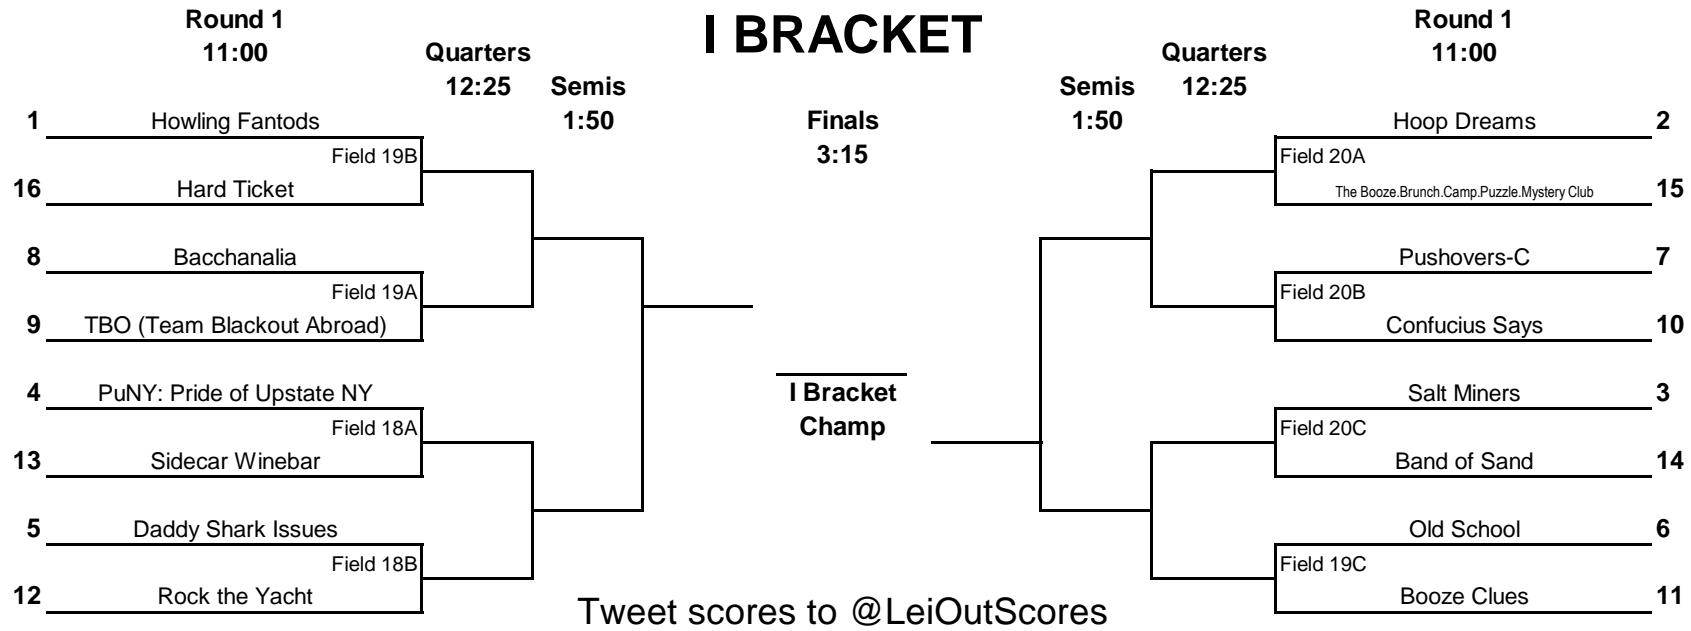 I BRACKET
Round 1
11:00
Quarters
12:25
Semis
1:50
Finals
3:15
Semis
1:50
Quarters
12:25
Round 1
11:00
1 Howling Fantods
Field 19B
16 Hard Ticket
8 Bacchanalia
Field 19A
9 TBO (Team Blackout Abroad)
4 PuNY: Pride of Upstate NY
Field 18A
13 Sidecar Winebar
5 Daddy Shark Issues
Field 18B
12 Rock the Yacht
I Bracket
Champ
Hoop Dreams 2
Field 20A
The Booze.Brunch.Camp.Puzzle.Mystery Club 15
Pushovers-C 7
Field 20B
Confucius Says 10
Salt Miners 3
Field 20C
Band of Sand 14
Old School 6
Field 19C
Booze Clues 11
Tweet scores to @LeiOutScores